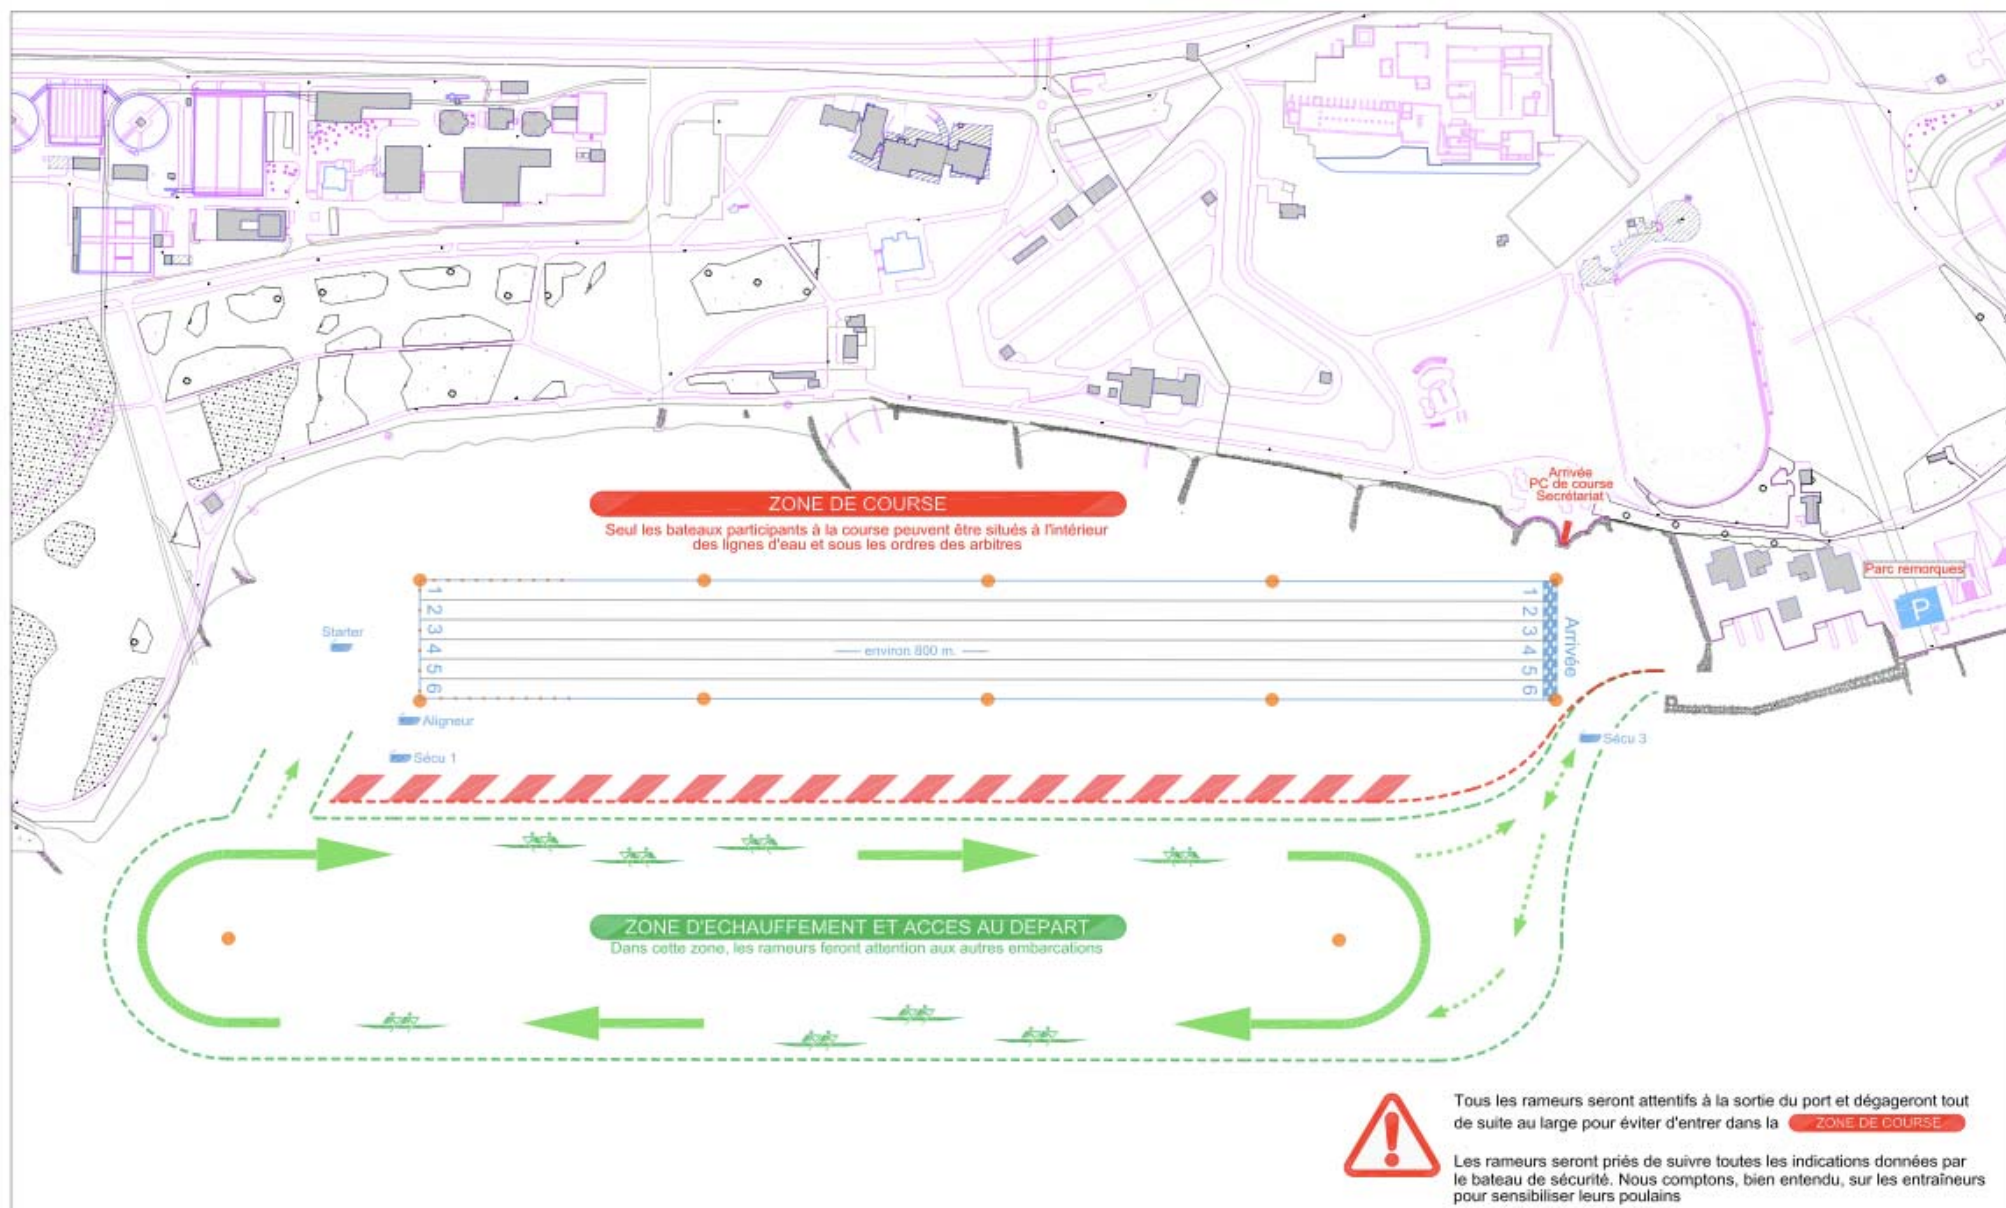 Arrivée
PC de course
Secrétariat
ZONE DE COURSE
Seul les bateaux participants à la course peuvent être situés à l'intérieur
des lignes d'eau et sous les ordres des arbitres
Parc remorques
P
1
2
3
4
5
6
1
2
3
4
5
6
Arrivée
Starter
environ 800 m.
Aligneur
Sécu 1
Sécu 3
ZONE D'ECHAUFFEMENT ET ACCES AU DEPART
Dans cette zone, les rameurs feront attention aux autres embarcations
Tous les rameurs seront attentifs à la sortie du port et dégageront tout
de suite au large pour éviter d'entrer dans la ZONE DE COURSE
Les rameurs seront priés de suivre toutes les indications données par
le bateau de sécurité. Nous comptons, bien entendu, sur les entraîneurs
pour sensibiliser leurs poulains